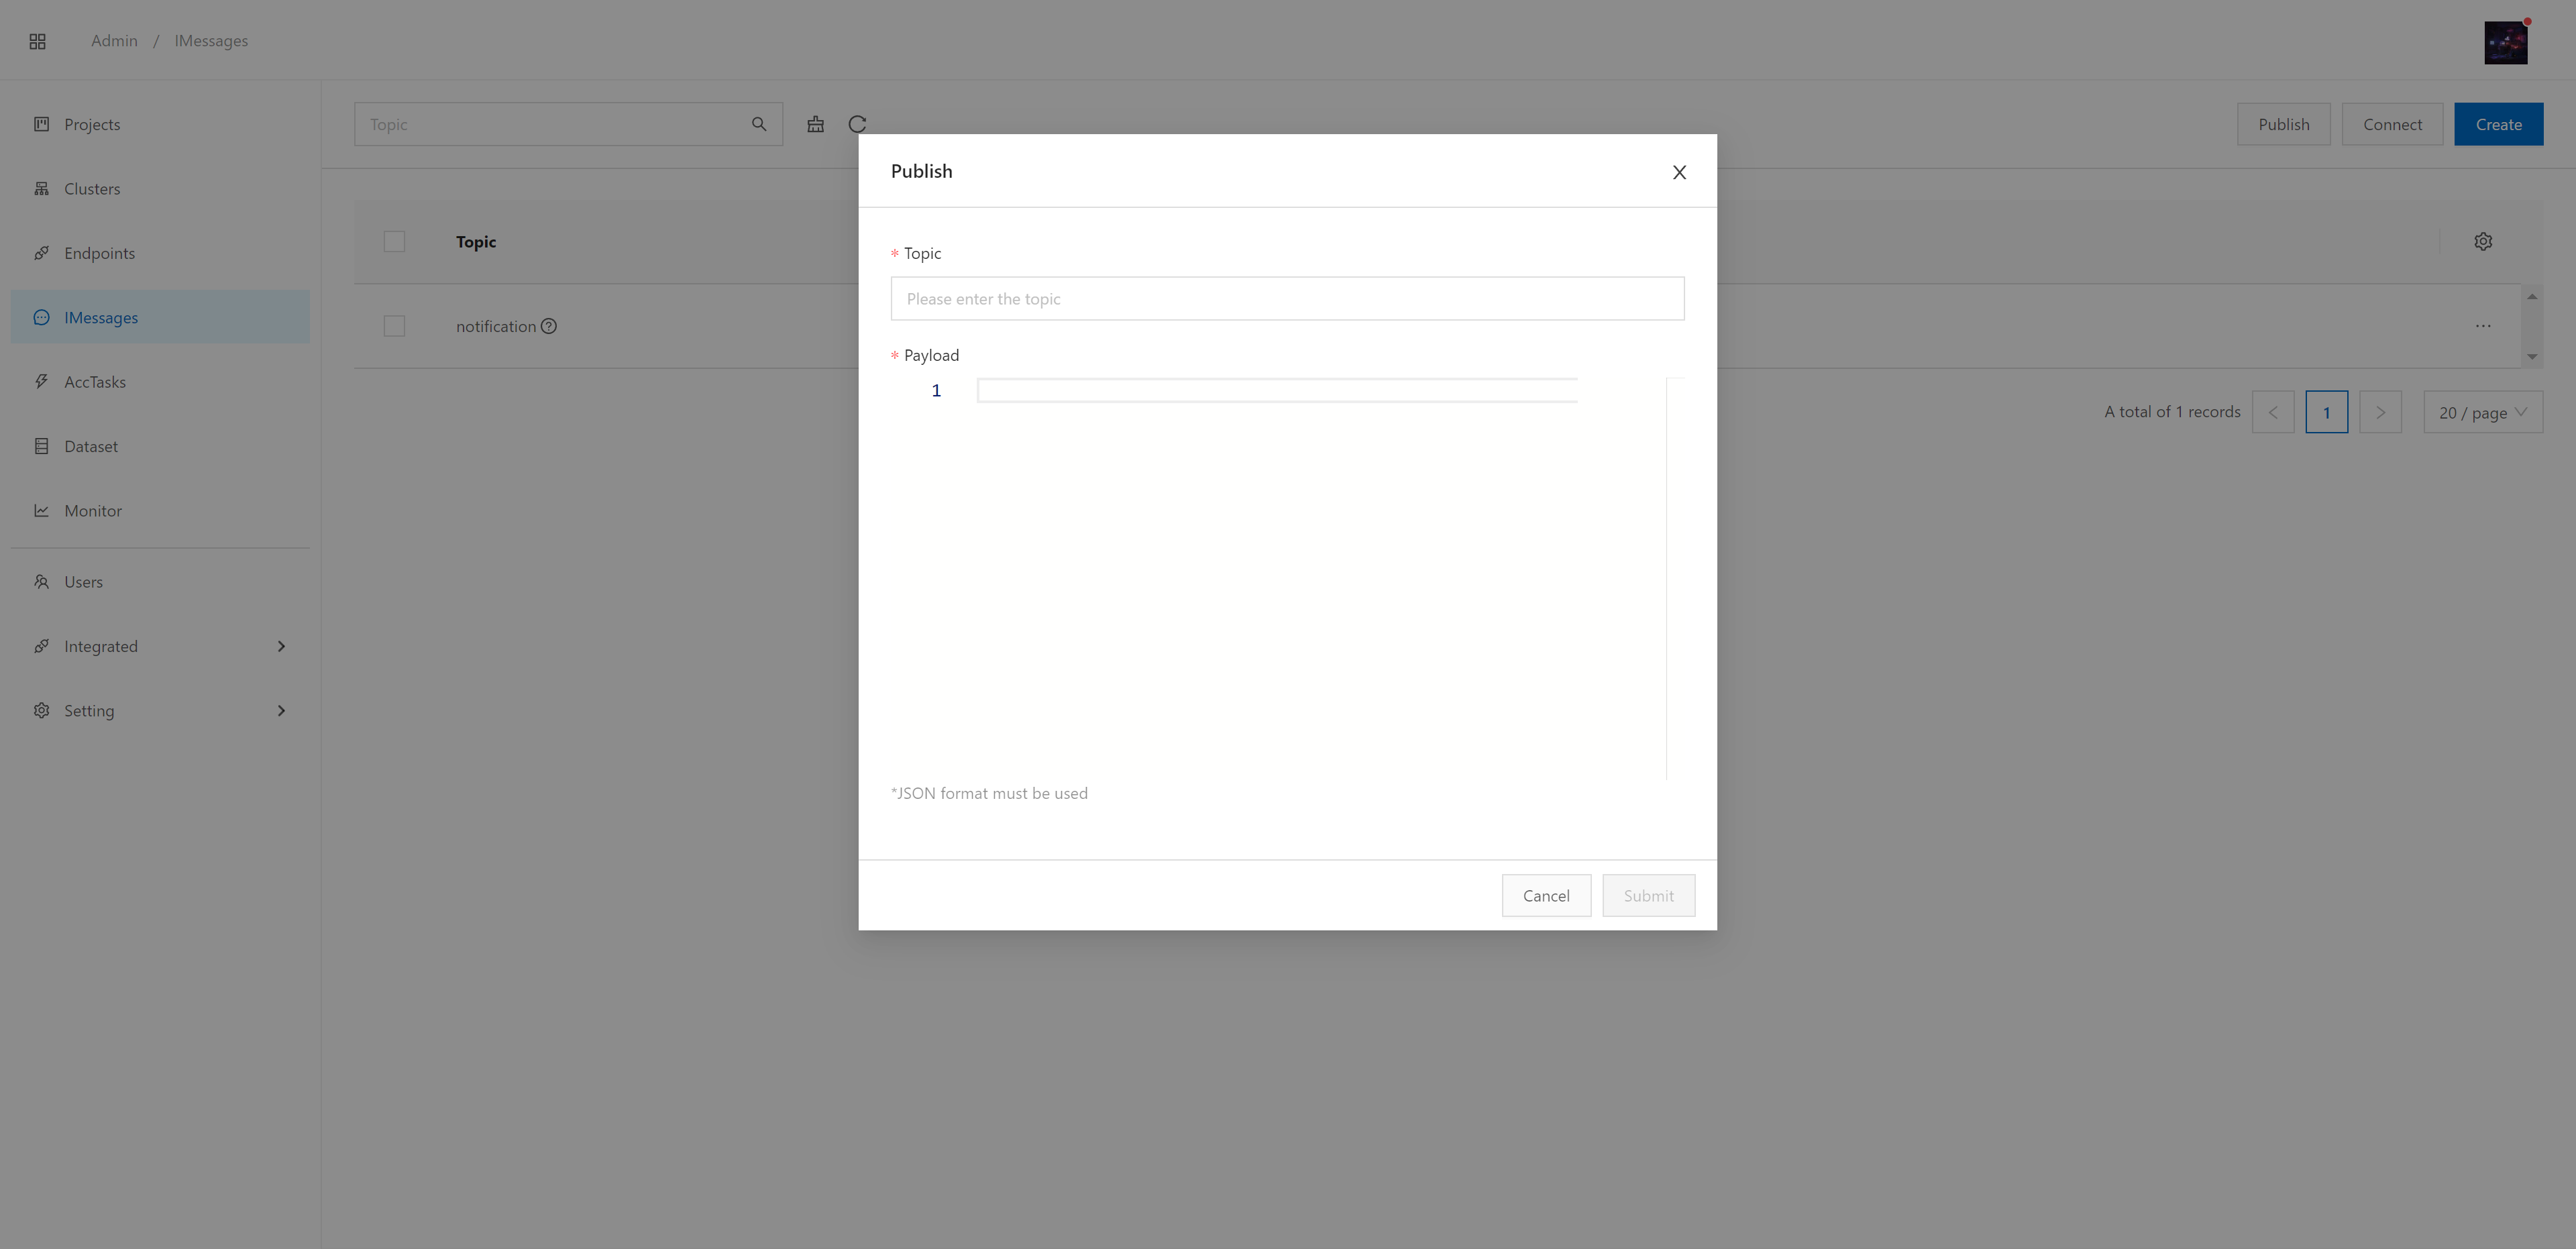 Admin / IMessages
Projects
Clusters
Endpoints
IMessages
AccTasks
Dataset
Monitor
Users
Integrated
Setting
Topic
Publish
Connect
Create
Topic
notification
A total of 1 records
1
20 / page
Publish
* Topic
Please enter the topic
* Payload
1
*JSON format must be used
Cancel
Submit